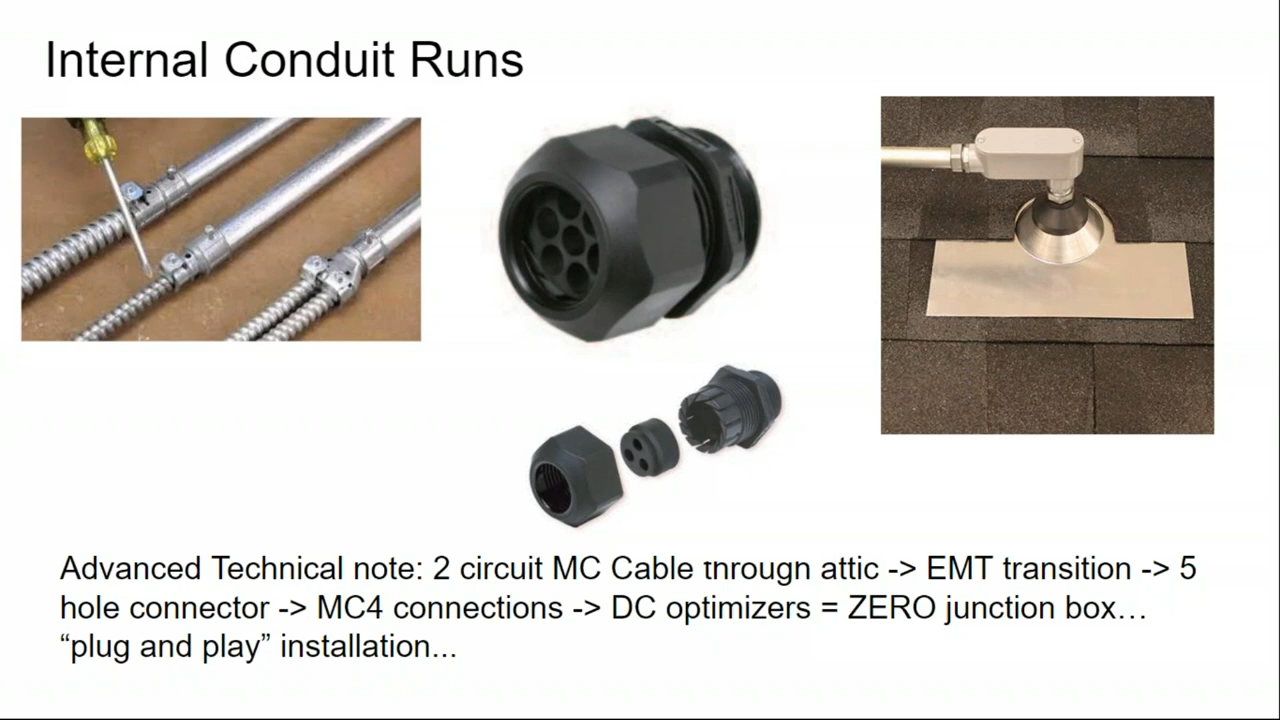 Internal Conduit Runs
Advanced Technical note: 2 circuit MC Cable through attic -> EMT transition -> 5
hole connector -> MC4 connections -> DC optimizers = ZERO junction box…
“plug and play” installation...